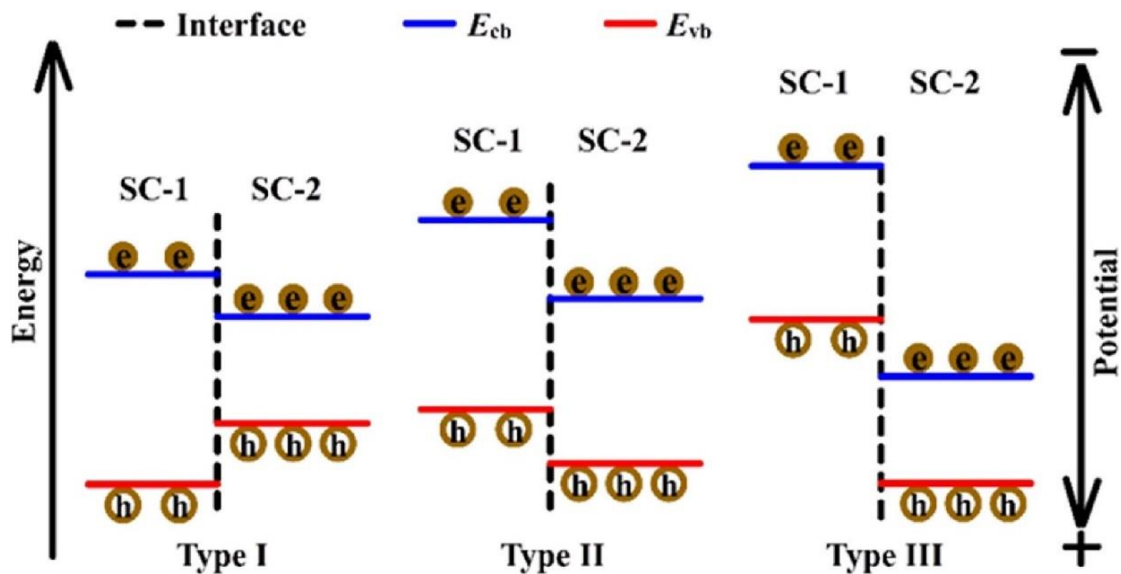 Interface
Ecb
Evb
Energy
SC-1 SC-2
e e
e e e
h h h
h h
Type I
SC-1 SC-2
e e
e e e
h h
h h h
Type II
SC-1 SC-2
e e
h h
e e e
h h h
Type III
−
Potential
+